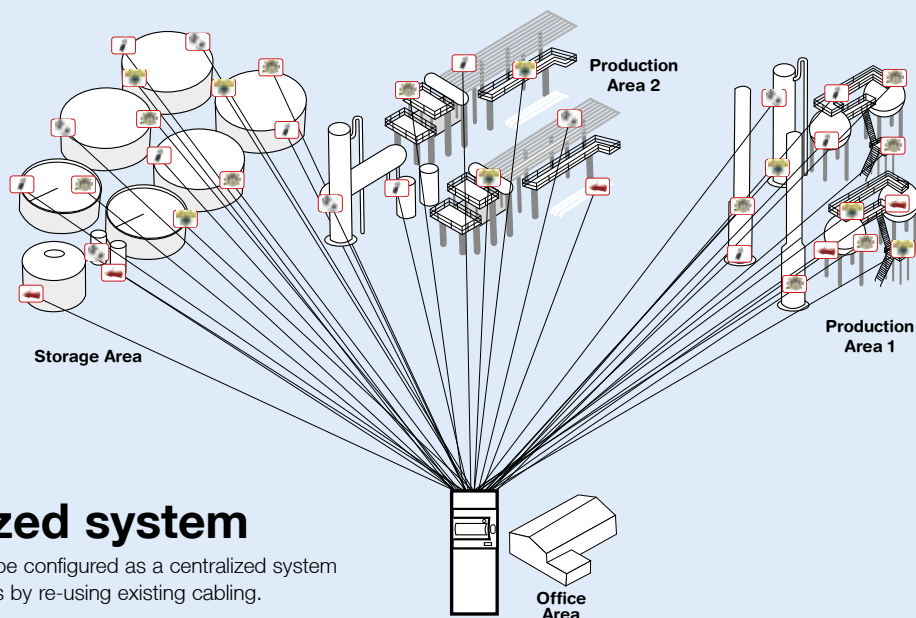 Production
Area 2
Storage Area
Production
Area 1
zed system
be configured as a centralized system
s by re-using existing cabling.
Office
Area